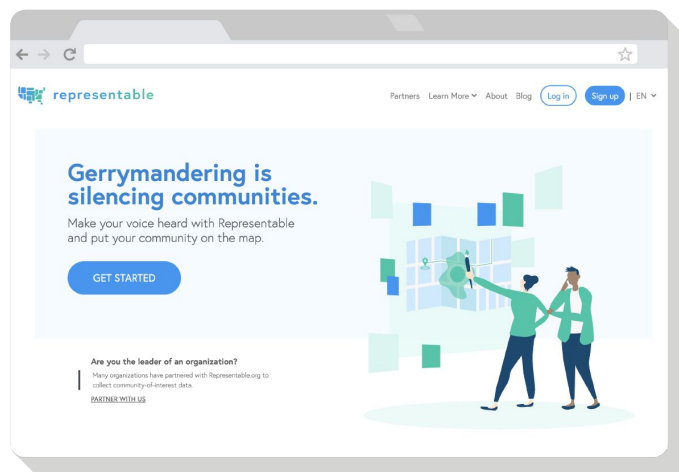 representable
Partners Learn More About Blog Log in Sign up | EN
Gerrymandering is
silencing communities.
Make your voice heard with Representable
and put your community on the map.
GET STARTED
Are you the leader of an organization?
Many organizations have partnered with Representable.org to
collect community-of-interest data.
PARTNER WITH US